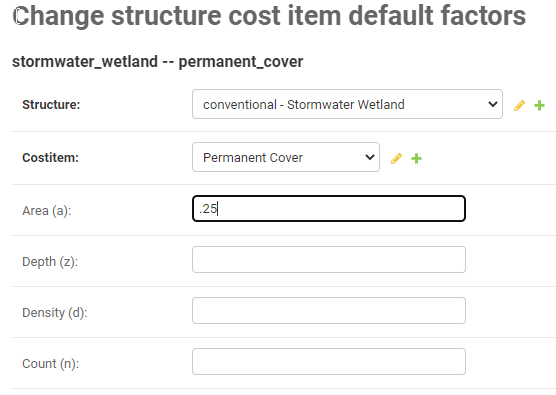 Change structure cost item default factors
stormwater_wetland -- permanent_cover
Structure: conventional - Stormwater Wetland
Costitem: Permanent Cover
Area (a): .25
Depth (z):
Density (d):
Count (n):